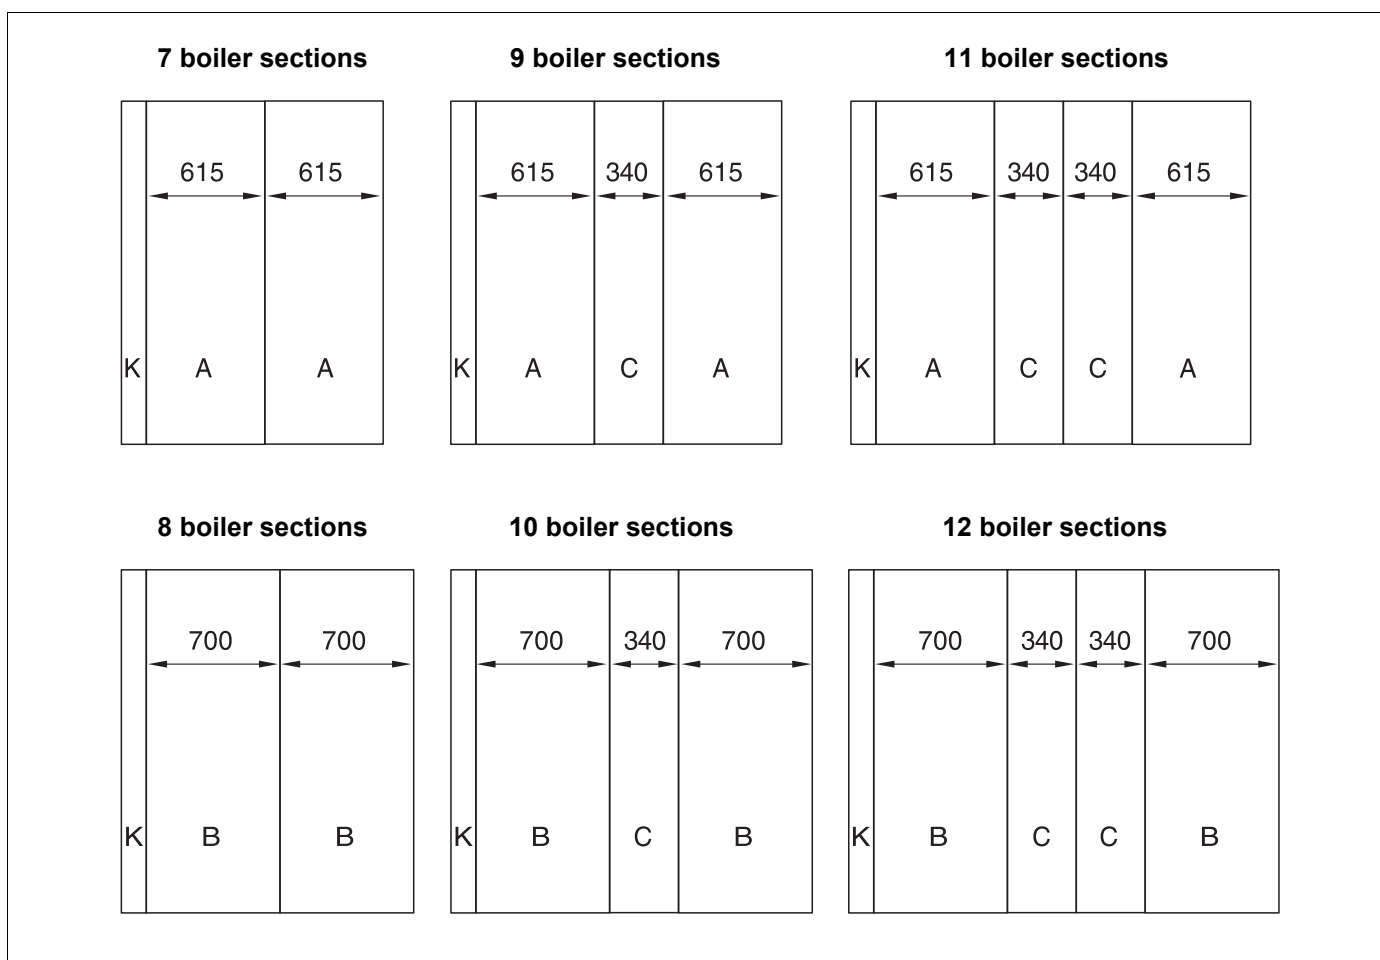 7 boiler sections 9 boiler sections 11 boiler sections
615 615 615 340 615 615 340 340 615
K A A K A C A K A C C A
8 boiler sections 10 boiler sections 12 boiler sections
700 700 700 340 700 700 340 340 700
K B B K B C B K B C C B